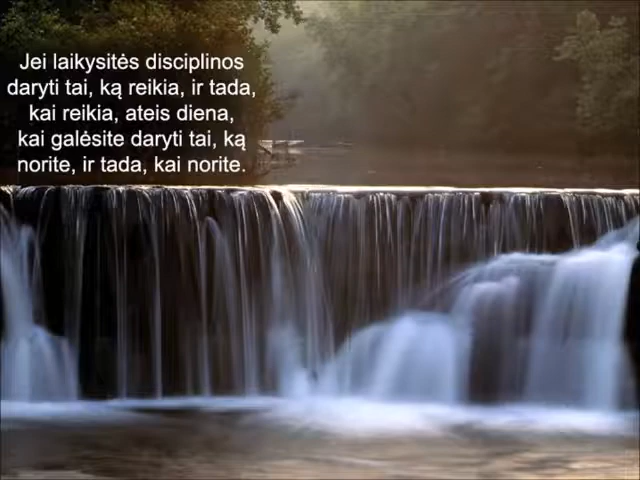 Jei laikysitės disciplinos
daryti tai, ką reikia, ir tada,
kai reikia, ateis diena,
kai galėsite daryti tai, ką
norite, ir tada, kai norite.